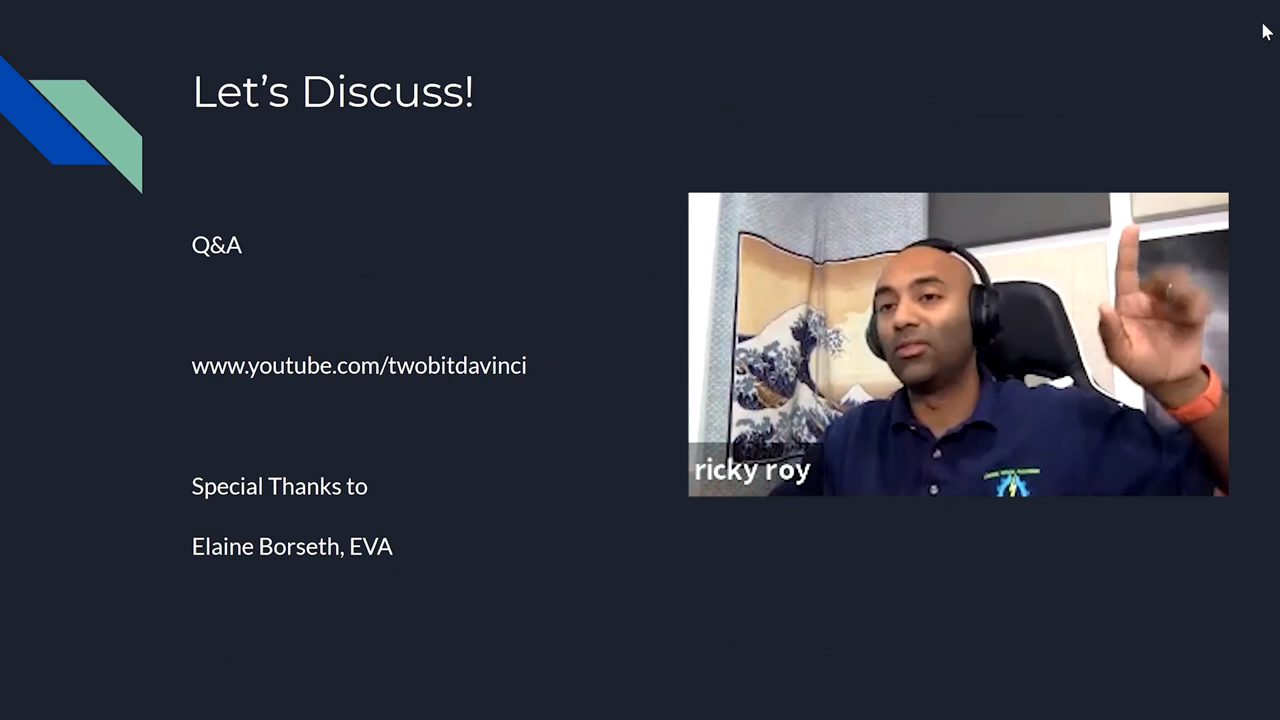 Let's Discuss!
Q&A
www.youtube.com/twobitdavinci
Special Thanks to
Elaine Borseth, EVA
ricky roy